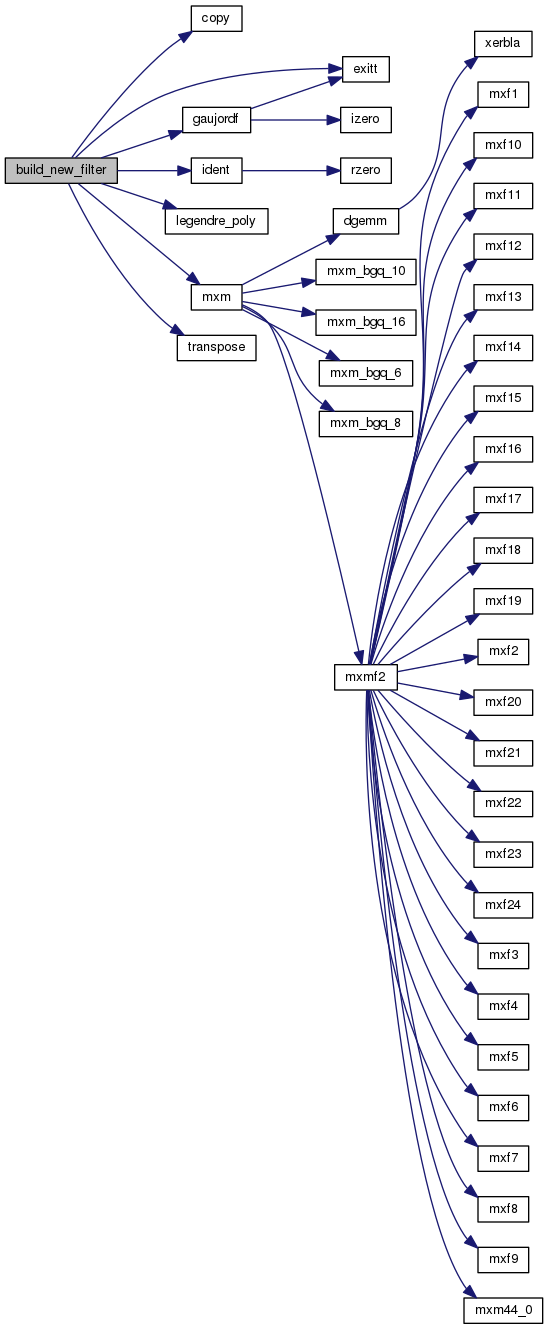 copy
xerbla
exitt
mxf1
gaujordf
izero
mxf10
build_new_filter
ident
rzero
mxf11
legendre_poly
dgemm
mxf12
mxm_bgq_10
mxm
mxf13
mxm_bgq_16
transpose
mxf14
mxm_bgq_6
mxf15
mxm_bgq_8
mxf16
mxf17
mxf18
mxf19
mxf2
mxmf2
mxf20
mxf21
mxf22
mxf23
mxf24
mxf3
mxf4
mxf5
mxf6
mxf7
mxf8
mxf9
mxm44_0